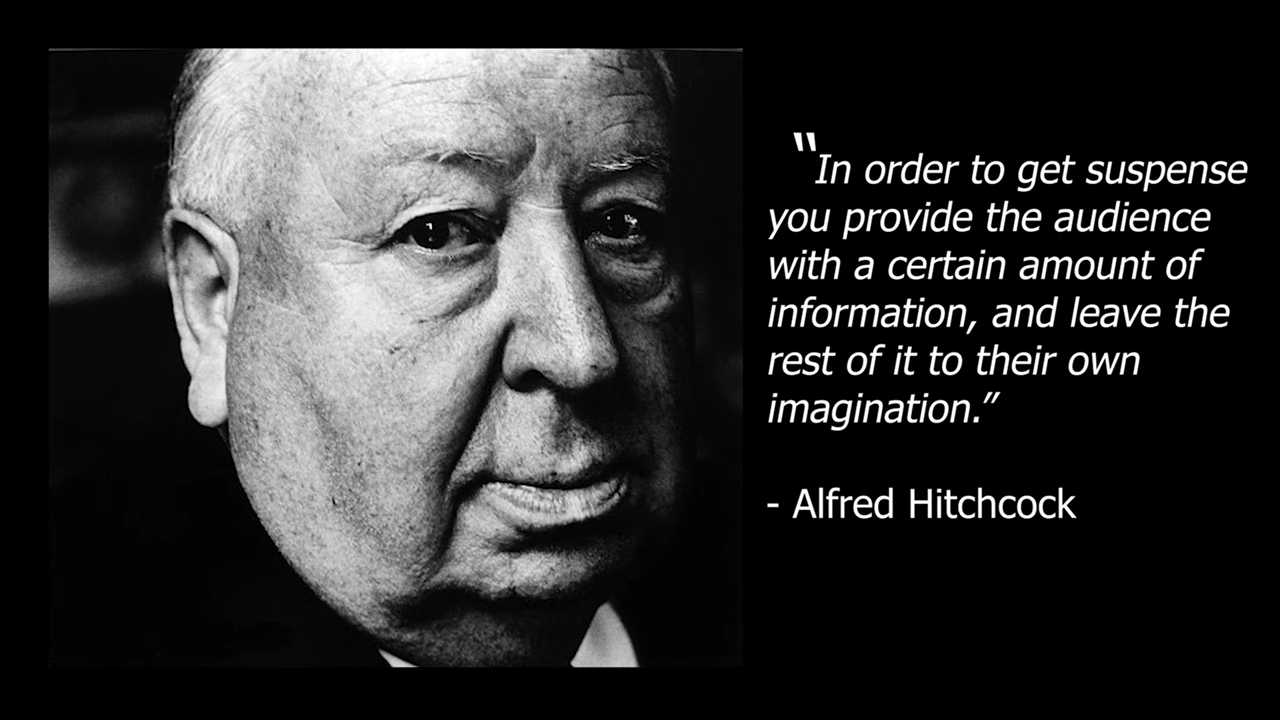 “In order to get suspense
you provide the audience
with a certain amount of
information, and leave the
rest of it to their own
imagination.”
- Alfred Hitchcock